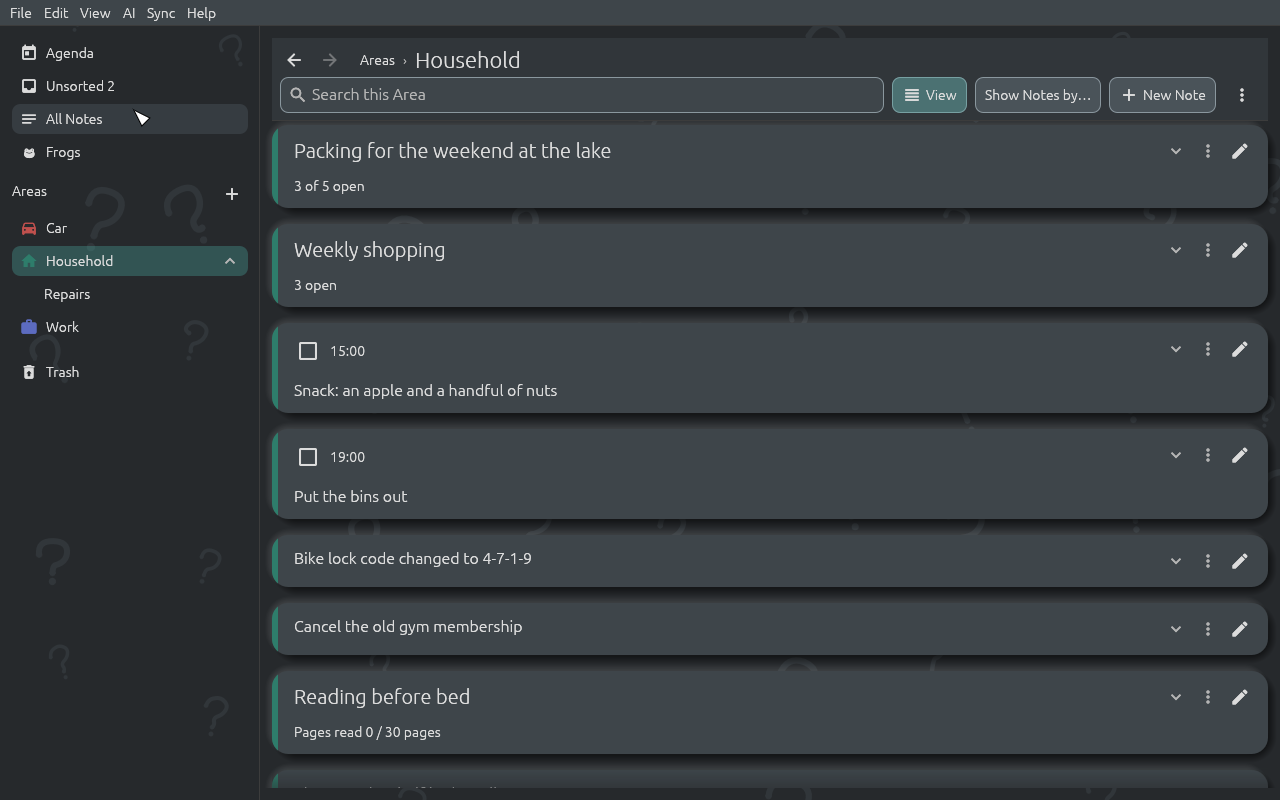 File Edit View AI Sync Help
Agenda
Unsorted 2
All Notes
Frogs
Areas
Car
Household
Repairs
Work
Trash
Areas › Household
Search this Area
View
Show Notes by...
New Note
Packing for the weekend at the lake
3 of 5 open
Weekly shopping
3 open
15:00
Snack: an apple and a handful of nuts
19:00
Put the bins out
Bike lock code changed to 4-7-1-9
Cancel the old gym membership
Reading before bed
Pages read 0 / 30 pages